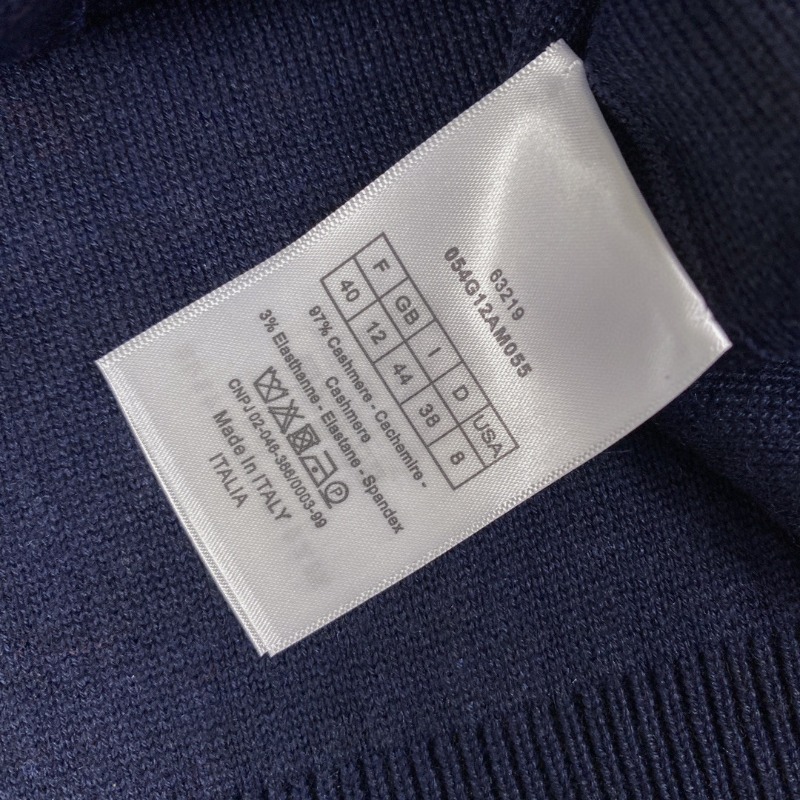 63219
054G12AM055
F GB I D USA
40 12 44 38 8
97% Cashmere - Cachemire -
Cashmere
3% Elasthanne - Elastane - Spandex
CNPJ 02-046-386/0003-99
Made In ITALY
ITALIA